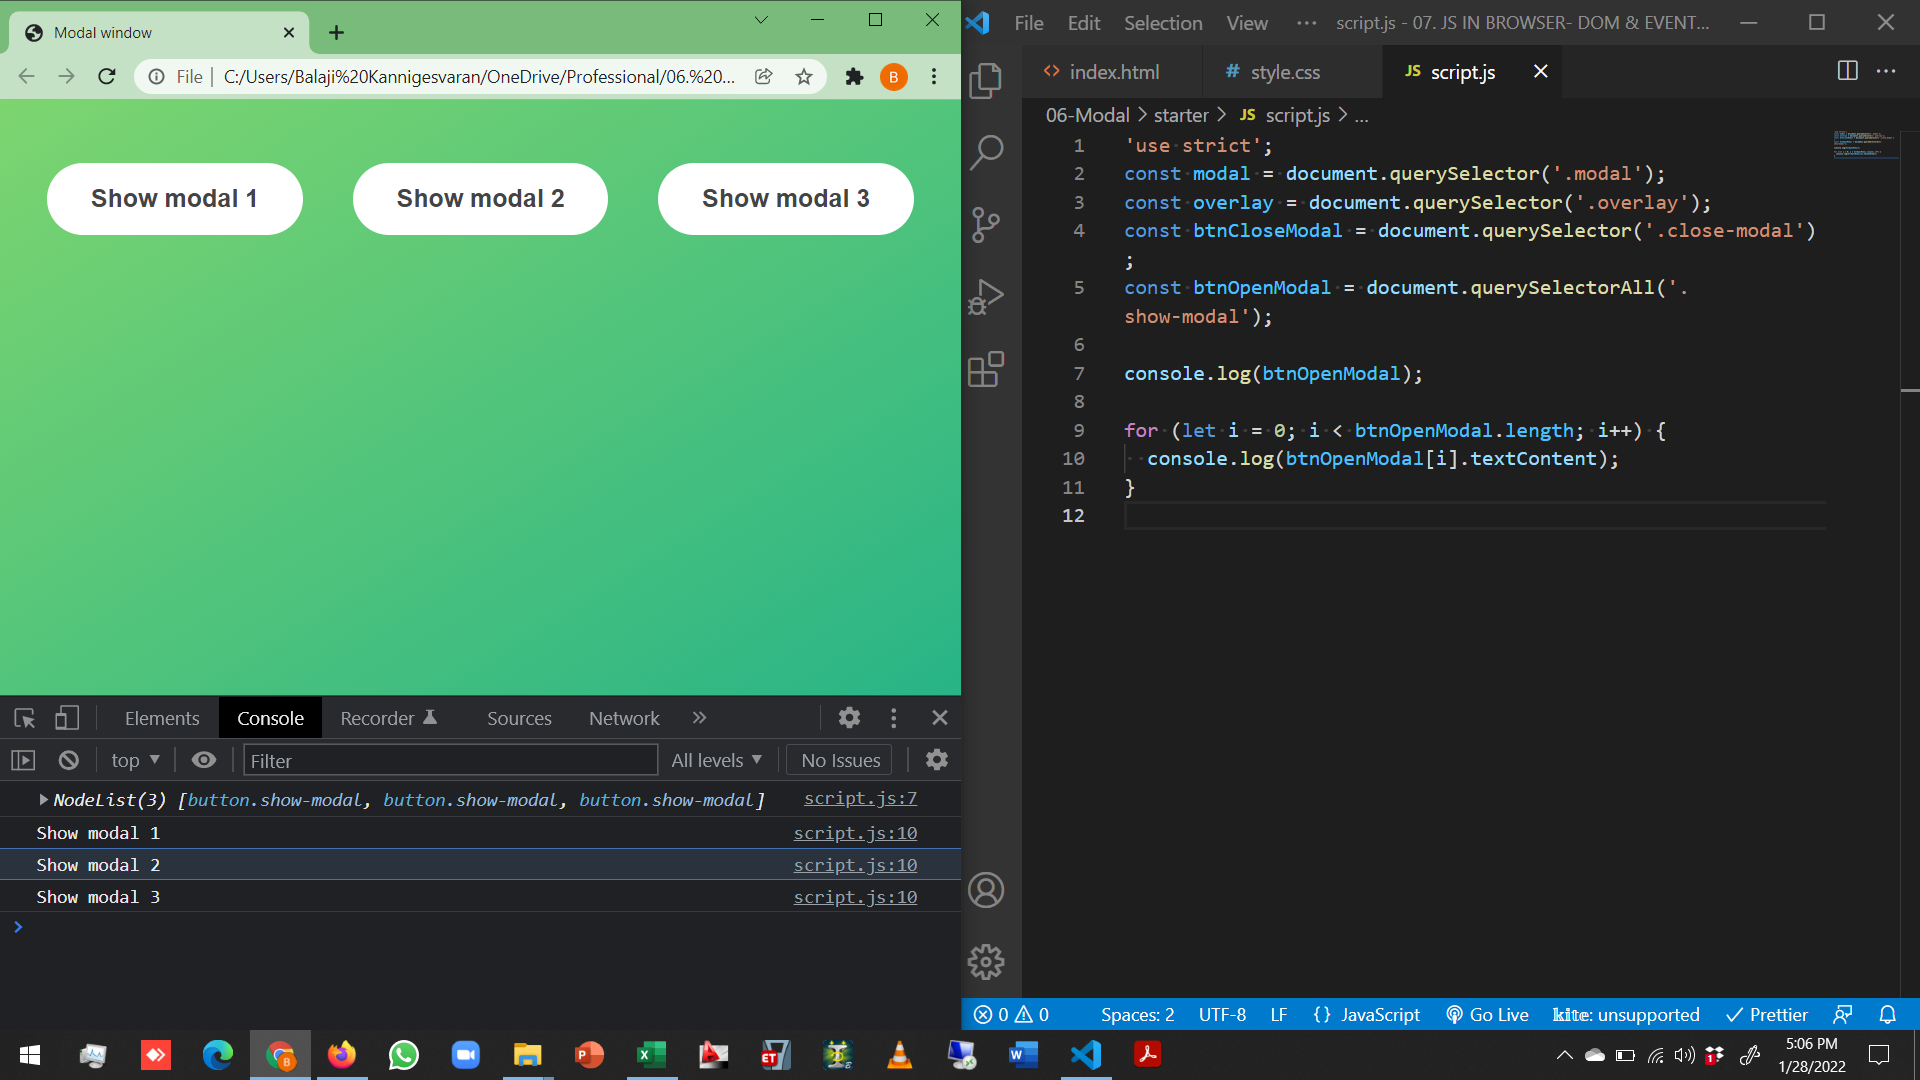 Modal window
File
C:/Users/Balaji%20Kannigesvaran/OneDrive/Professional/06.%20...
B
Show modal 1
Show modal 2
Show modal 3
Elements
Console
Recorder
Sources
Network
top
Filter
All levels
No Issues
NodeList(3) [button.show-modal, button.show-modal, button.show-modal]
script.js:7
Show modal 1
script.js:10
Show modal 2
script.js:10
Show modal 3
script.js:10
File
Edit
Selection
View
script.js - 07. JS IN BROWSER- DOM & EVENT...
index.html
# style.css
JS script.js
06-Modal > starter > JS script.js > ...
1 'use strict';
2 const modal = document.querySelector('.modal');
3 const overlay = document.querySelector('.overlay');
4 const btnCloseModal = document.querySelector('.close-modal')
;
5 const btnOpenModal = document.querySelectorAll('.
show-modal');
6
7 console.log(btnOpenModal);
8
9 for (let i = 0; i < btnOpenModal.length; i++) {
10 console.log(btnOpenModal[i].textContent);
11 }
12
0
0
Spaces: 2
UTF-8
LF
{ } JavaScript
Go Live
kite: unsupported
Prettier
5:06 PM
1/28/2022